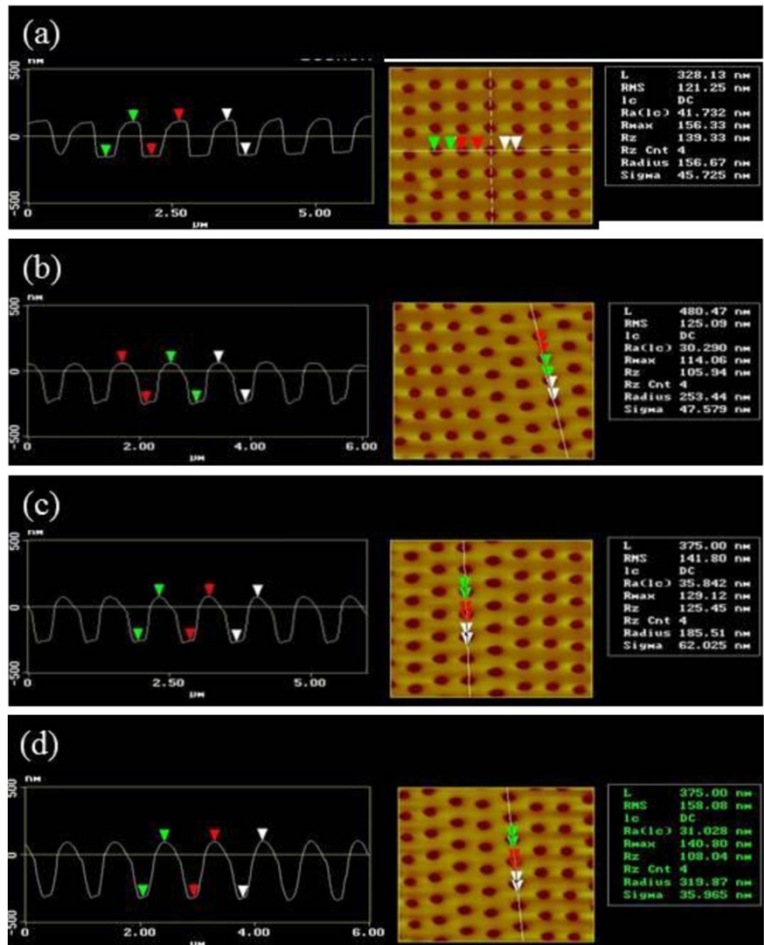 (a)
nM
500
0
-500
0
2.50
5.00
µM
L 328.13 nM
RMS 121.25 nM
lc DC
Ra(lc) 41.732 nM
Rmax 156.33 nM
Rz 139.33 nM
Rz Cnt 4
Radius 156.67 nM
Sigma 45.725 nM
(b)
500
0
-500
0
2.00
4.00
6.00
L 480.47 nM
RMS 125.09 nM
lc DC
Ra(lc) 30.290 nM
Rmax 114.06 nM
Rz 105.94 nM
Rz Cnt 4
Radius 253.44 nM
Sigma 47.579 nM
(c)
500
0
-500
0
2.50
5.00
µM
L 375.00 nM
RMS 141.80 nM
lc DC
Ra(lc) 35.842 nM
Rmax 129.12 nM
Rz 125.45 nM
Rz Cnt 4
Radius 185.51 nM
Sigma 62.025 nM
(d)
nM
500
0
-500
0
2.00
4.00
6.00
L 375.00 nM
RMS 158.08 nM
lc DC
Ra(lc) 31.028 nM
Rmax 140.80 nM
Rz 108.04 nM
Rz Cnt 4
Radius 319.87 nM
Sigma 35.965 nM